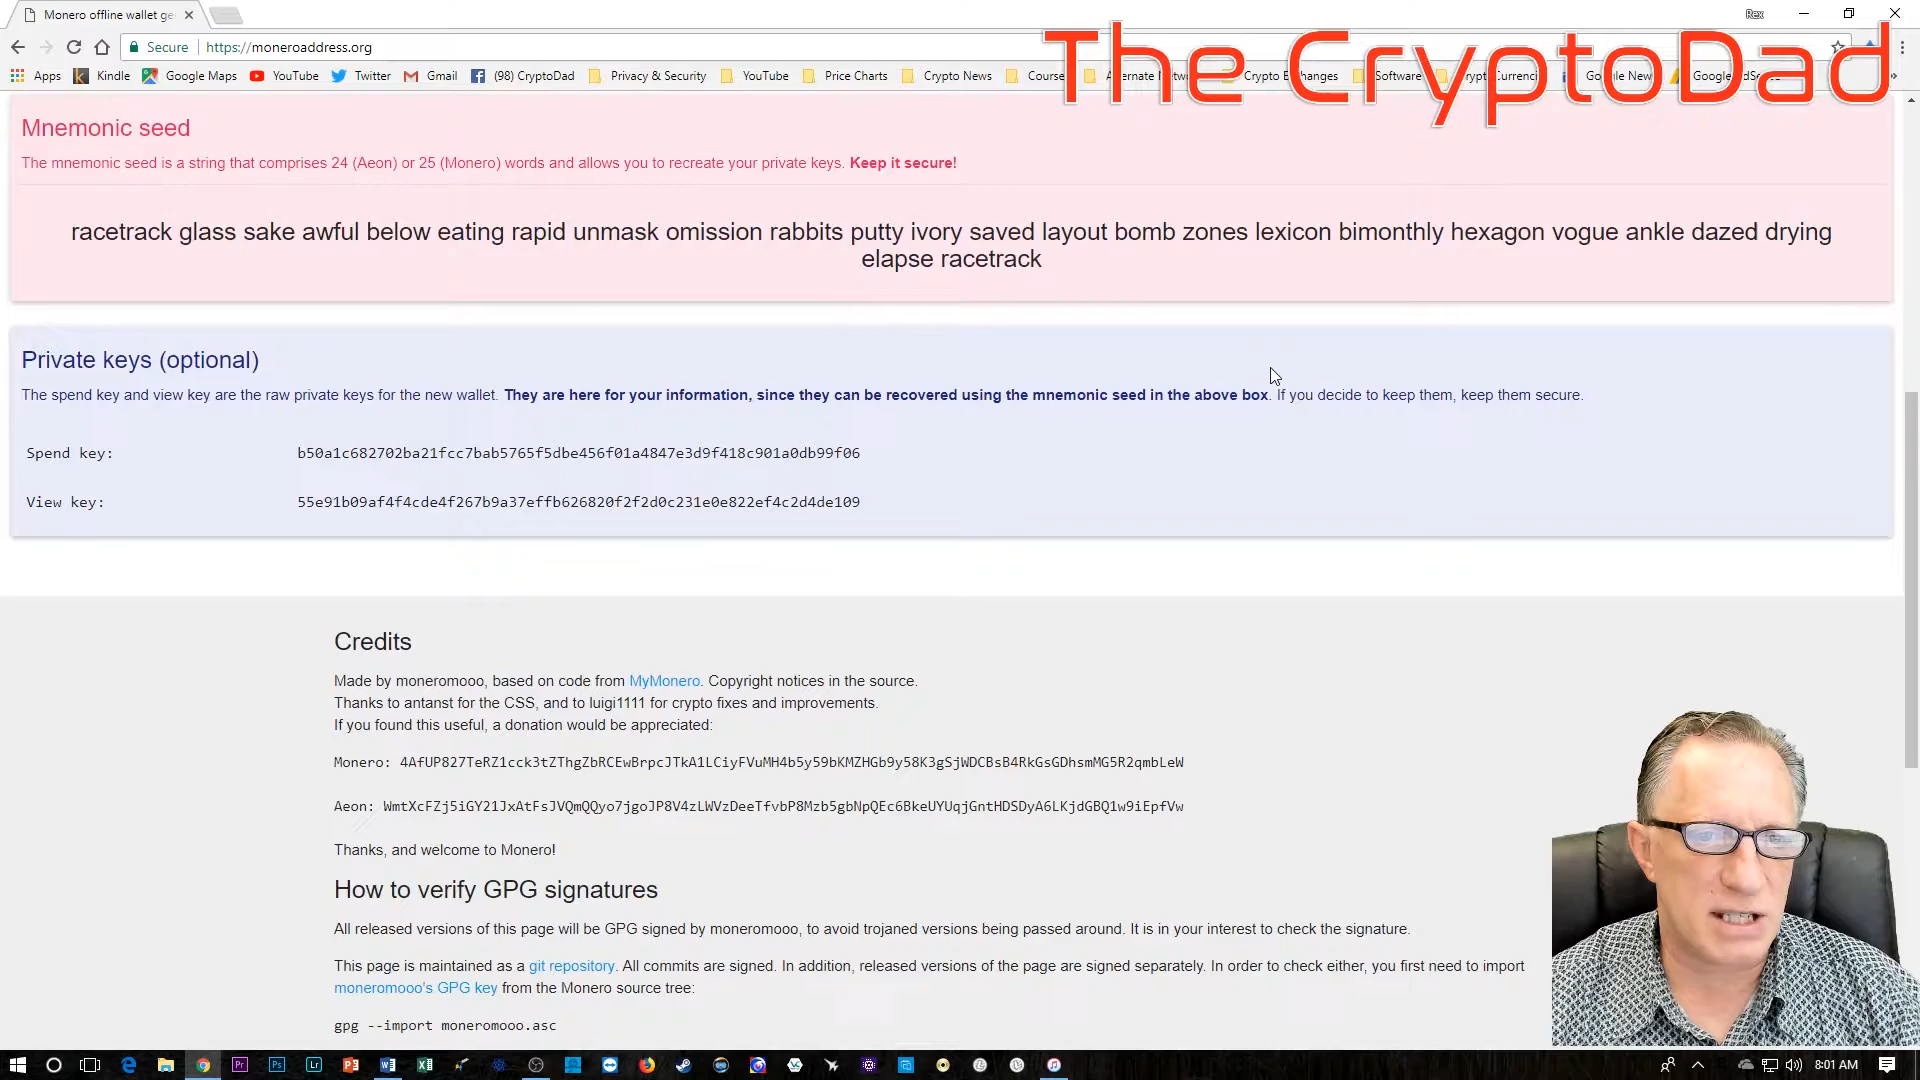 Monero offline wallet ge
Rex
Secure
https://moneroaddress.org
The CryptoDad
Apps
Kindle
Google Maps
YouTube
Twitter
Gmail
(98) CryptoDad
Privacy & Security
YouTube
Price Charts
Crypto News
Course
Crypto Exchanges
Software
Mnemonic seed
The mnemonic seed is a string that comprises 24 (Aeon) or 25 (Monero) words and allows you to recreate your private keys. Keep it secure!
racetrack glass sake awful below eating rapid unmask omission rabbits putty ivory saved layout bomb zones lexicon bimonthly hexagon vogue ankle dazed drying
elapse racetrack
Private keys (optional)
The spend key and view key are the raw private keys for the new wallet. They are here for your information, since they can be recovered using the mnemonic seed in the above box. If you decide to keep them, keep them secure.
Spend key: b50a1c682702ba21fcc7bab5765f5dbe456f01a4847e3d9f418c901a0db99f06
View key: 55e91b09af4f4cde4f267b9a37effb626820f2f2d0c231e0e822ef4c2d4de109
Credits
Made by moneromooo, based on code from MyMonero. Copyright notices in the source.
Thanks to antanst for the CSS, and to luigi1111 for crypto fixes and improvements.
If you found this useful, a donation would be appreciated:
Monero: 4AfUP827TeRZ1cck3tZThgZbRCEwBrpcJTkA1LCiyFVuMH4b5y59bKMZHGb9y58K3gSjWDCBsB4RkGsGDhsmMG5R2qmbLeW
Aeon: WmtXcFZj5iGY21JxAtFsJVQmQQyo7jgoJP8V4zLWVzDeeTfvbP8Mzb5gbNpQEc6BkeUYUqjGntHDSDyA6LKjdGBQ1w9iEpfVw
Thanks, and welcome to Monero!
How to verify GPG signatures
All released versions of this page will be GPG signed by moneromooo, to avoid trojaned versions being passed around. It is in your interest to check the signature.
This page is maintained as a git repository. All commits are signed. In addition, released versions of the page are signed separately. In order to check either, you first need to import
moneromooo's GPG key from the Monero source tree:
gpg --import moneromooo.asc
8:01 AM